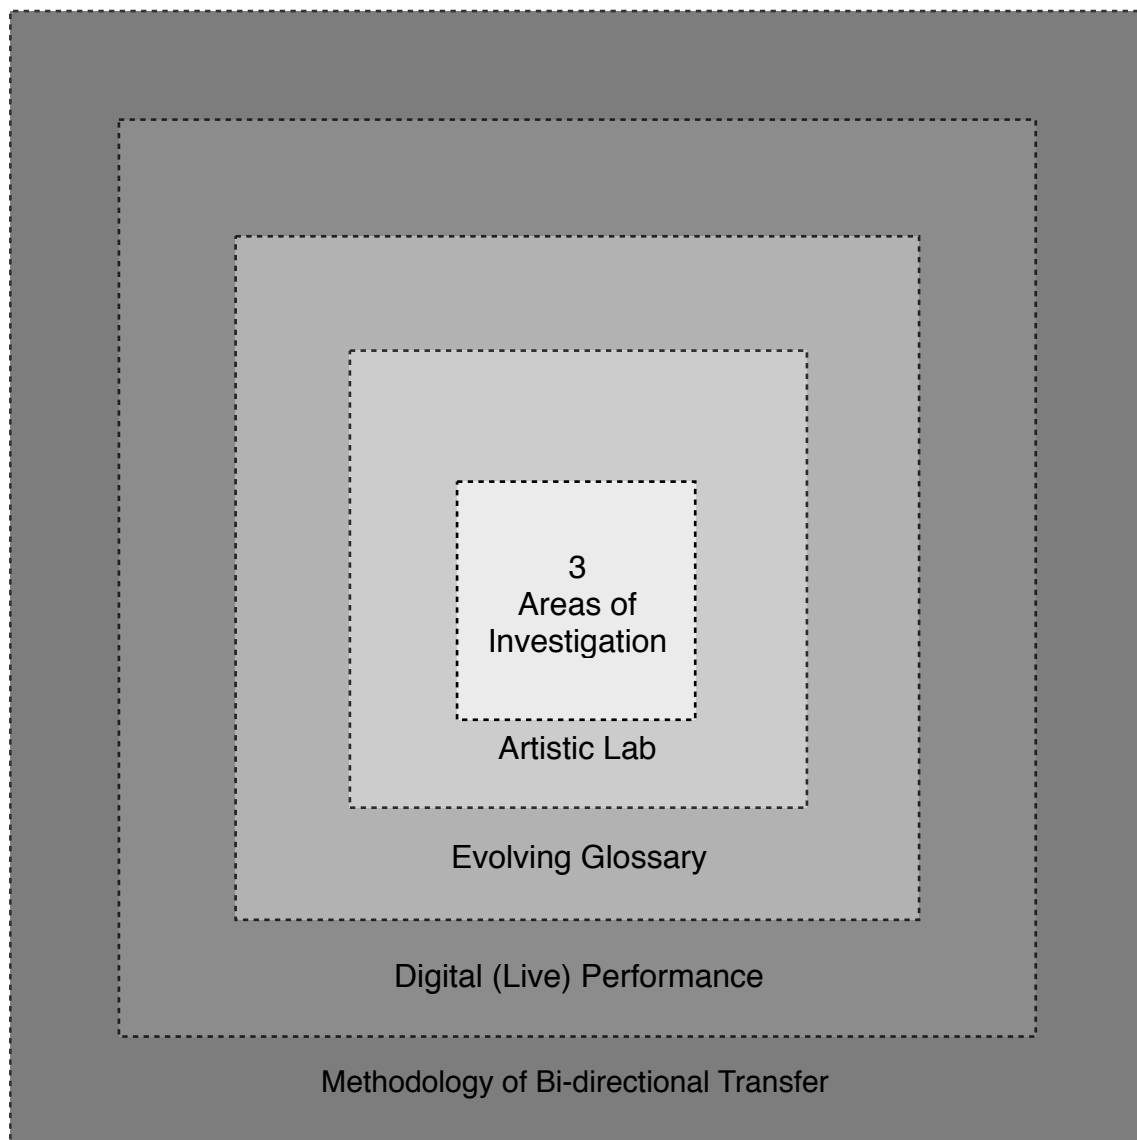 3
Areas of
Investigation
Artistic Lab
Evolving Glossary
Digital (Live) Performance
Methodology of Bi-directional Transfer